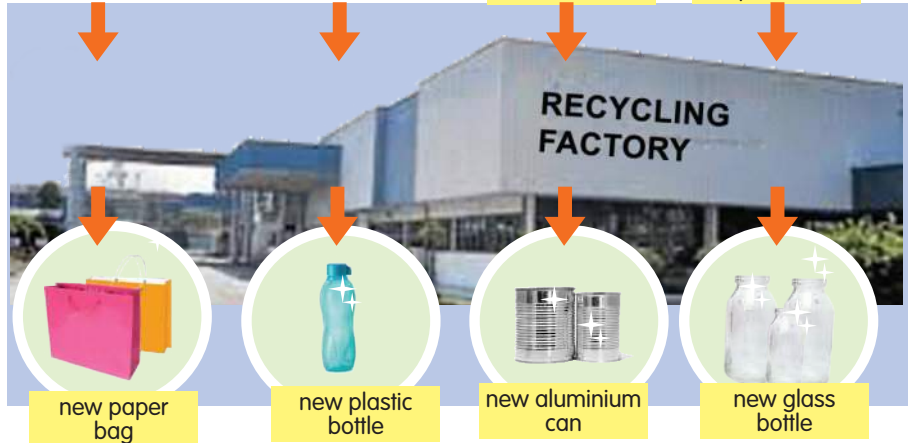 RECYCLING
FACTORY
new paper
bag
new plastic
bottle
new aluminium
can
new glass
bottle